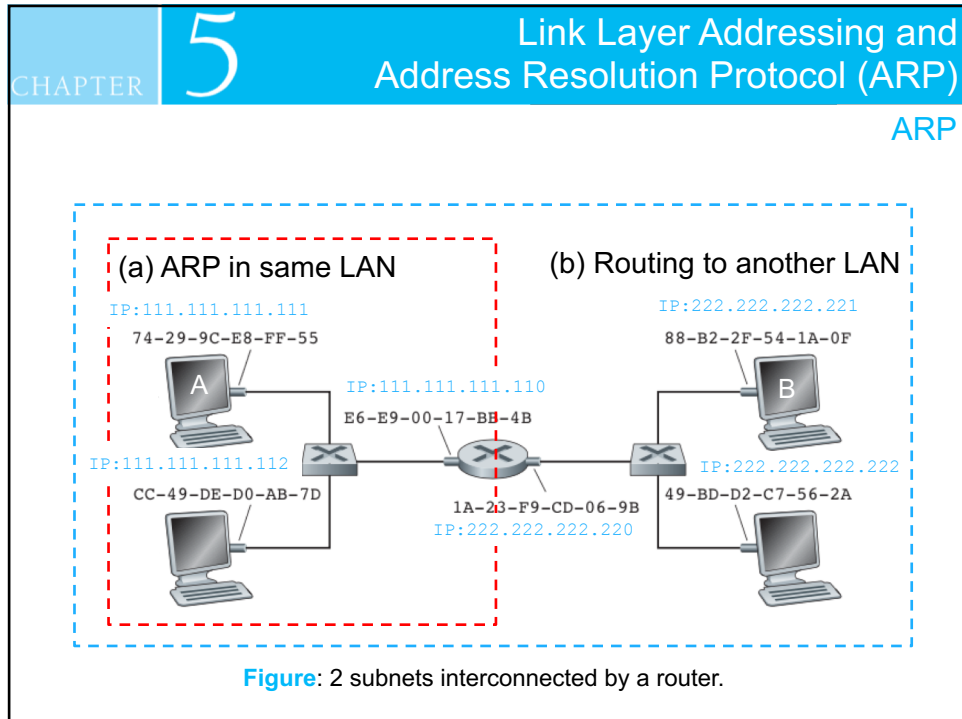 CHAPTER 5
Link Layer Addressing and
Address Resolution Protocol (ARP)
ARP
(a) ARP in same LAN
(b) Routing to another LAN
IP:111.111.111.111
74-29-9C-E8-FF-55
A
IP:222.222.222.221
88-B2-2F-54-1A-0F
B
IP:111.111.111.110
E6-E9-00-17-BB-4B
IP:111.111.111.112
CC-49-DE-D0-AB-7D
1A-23-F9-CD-06-9B
IP:222.222.222.220
IP:222.222.222.222
49-BD-D2-C7-56-2A
Figure: 2 subnets interconnected by a router.